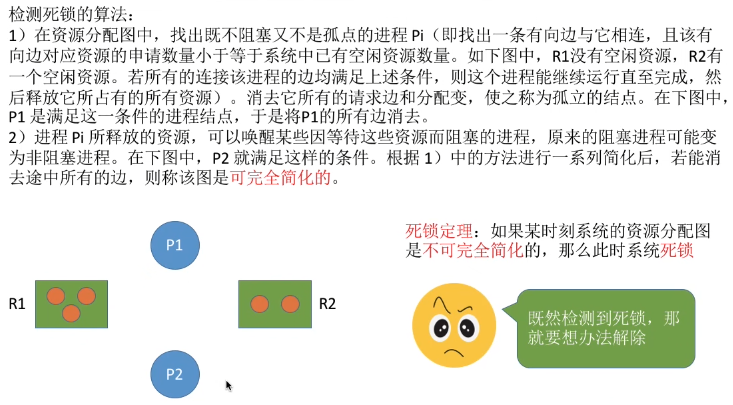 检测死锁的算法：
1）在资源分配图中，找出既不阻塞又不是孤点的进程 Pi（即找出一条有向边与它相连，且该有
向边对应资源的申请数量小于等于系统中已有空闲资源数量。如下图中，R1没有空闲资源，R2有
一个空闲资源。若所有的连接该进程的边均满足上述条件，则这个进程能继续运行直至完成，然
后释放它所占有的所有资源）。消去它所有的请求边和分配变，使之称为孤立的结点。在下图中，
P1 是满足这一条件的进程结点，于是将P1的所有边消去。
2）进程 Pi 所释放的资源，可以唤醒某些因等待这些资源而阻塞的进程，原来的阻塞进程可能变
为非阻塞进程。在下图中，P2 就满足这样的条件。根据 1）中的方法进行一系列简化后，若能消
去途中所有的边，则称该图是可完全简化的。
死锁定理：如果某时刻系统的资源分配图
是不可完全简化的，那么此时系统死锁
P1
R1
R2
P2
既然检测到死锁，那
就要想办法解除